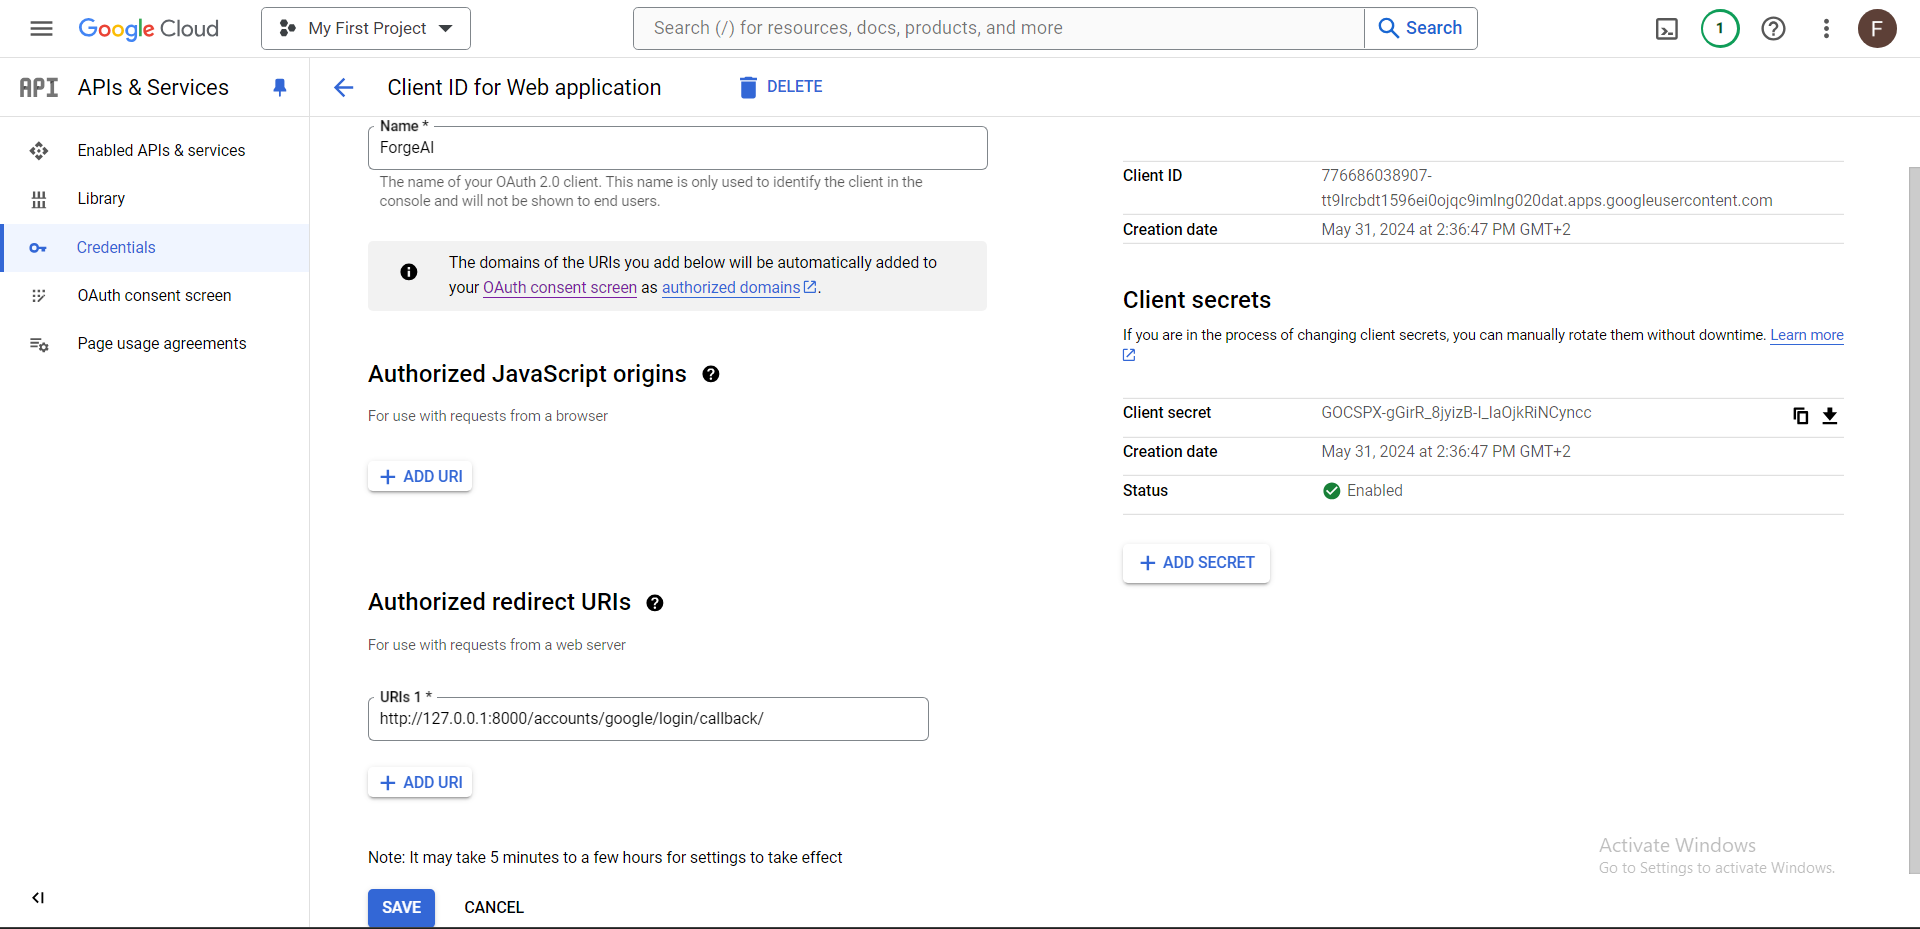 Google Cloud
My First Project
Search (/) for resources, docs, products, and more
Search
1
F
API
APIs & Services
Client ID for Web application
DELETE
Enabled APIs & services
Library
Credentials
OAuth consent screen
Page usage agreements
Name *
ForgeAI
The name of your OAuth 2.0 client. This name is only used to identify the client in the
console and will not be shown to end users.
The domains of the URIs you add below will be automatically added to
your OAuth consent screen as authorized domains.
Authorized JavaScript origins
For use with requests from a browser
ADD URI
Authorized redirect URIs
For use with requests from a web server
URIs 1 *
http://127.0.0.1:8000/accounts/google/login/callback/
ADD URI
Note: It may take 5 minutes to a few hours for settings to take effect
SAVE
CANCEL
Client ID
776686038907-
tt9lrcbdt1596ei0ojqc9imlng020dat.apps.googleusercontent.com
Creation date
May 31, 2024 at 2:36:47 PM GMT+2
Client secrets
If you are in the process of changing client secrets, you can manually rotate them without downtime. Learn more
Client secret
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
Creation date
May 31, 2024 at 2:36:47 PM GMT+2
Status
Enabled
ADD SECRET
Activate Windows
Go to Settings to activate Windows.